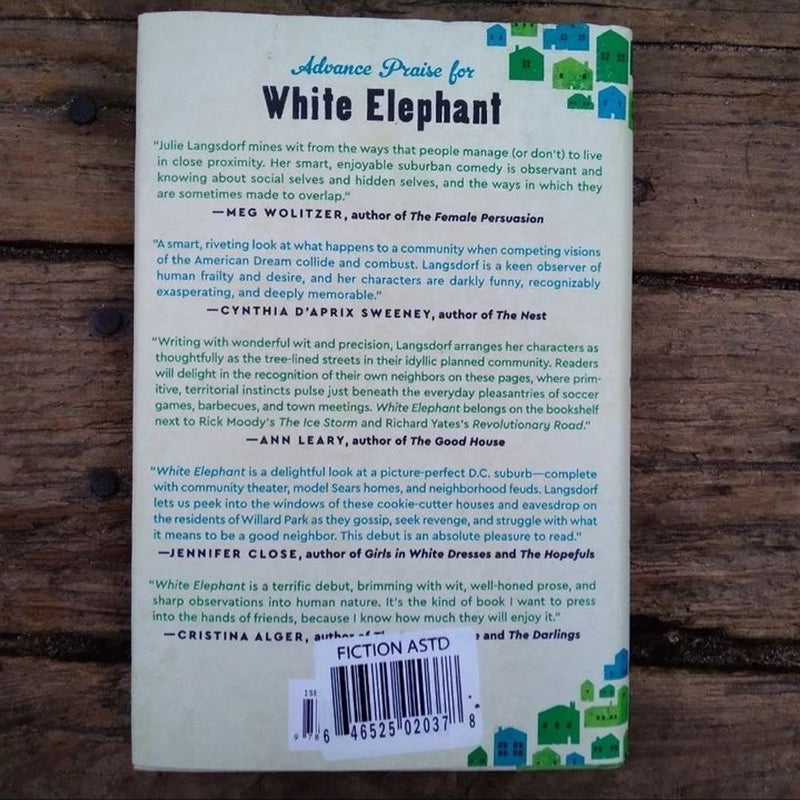 Advance Praise for
White Elephant
"Julie Langsdorf mines wit from the ways that people manage (or don't) to live
in close proximity. Her smart, enjoyable suburban comedy is observant and
knowing about social selves and hidden selves, and the ways in which they
are sometimes made to overlap."
—MEG WOLITZER, author of The Female Persuasion
"A smart, riveting look at what happens to a community when competing visions
of the American Dream collide and combust. Langsdorf is a keen observer of
human frailty and desire, and her characters are darkly funny, recognizably
exasperating, and deeply memorable."
—CYNTHIA D'APRIX SWEENEY, author of The Nest
"Writing with wonderful wit and precision, Langsdorf arranges her characters as
thoughtfully as the tree-lined streets in their idyllic planned community. Readers
will delight in the recognition of their own neighbors on these pages, where prim-
itive, territorial instincts pulse just beneath the everyday pleasantries of soccer
games, barbecues, and town meetings. White Elephant belongs on the bookshelf
next to Rick Moody's The Ice Storm and Richard Yates's Revolutionary Road."
—ANN LEARY, author of The Good House
"White Elephant is a delightful look at a picture-perfect D.C. suburb—complete
with community theater, model Sears homes, and neighborhood feuds. Langsdorf
lets us peek into the windows of these cookie-cutter houses and eavesdrop on
the residents of Willard Park as they gossip, seek revenge, and struggle with what
it means to be a good neighbor. This debut is an absolute pleasure to read."
—JENNIFER CLOSE, author of Girls in White Dresses and The Hopefuls
"White Elephant is a terrific debut, brimming with wit, well-honed prose, and
sharp observations into human nature. It's the kind of book I want to press
into the hands of friends, because I know how much they will enjoy it."
—CRISTINA ALGER, author of and The Darlings
FICTION ASTD
ISB
9 78
6 46525 02037 8